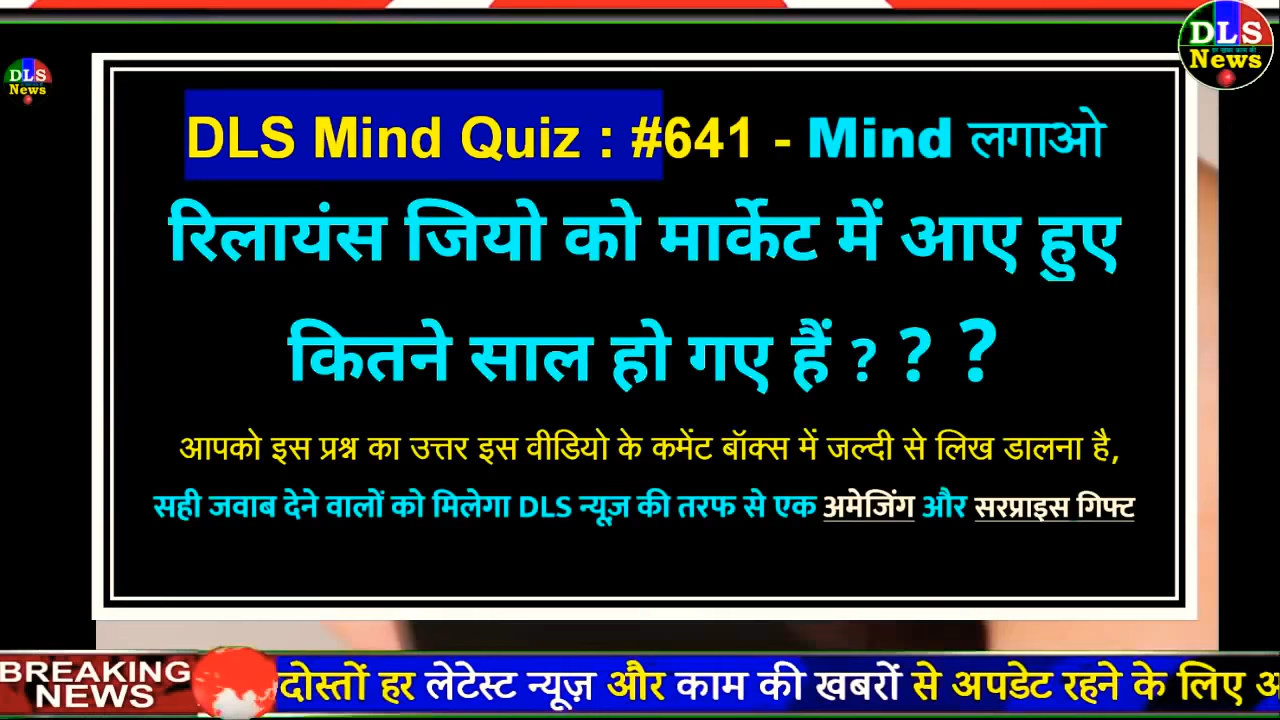 DLS
News
DLS
News
DLS Mind Quiz : #641 - Mind लगाओ
रिलायंस जियो को मार्केट में आए हुए
कितने साल हो गए हैं ? ? ?
आपको इस प्रश्न का उत्तर इस वीडियो के कमेंट बॉक्स में जल्दी से लिख डालना है,
सही जवाब देने वालों को मिलेगा DLS न्यूज़ की तरफ से एक अमेजिंग और सरप्राइस गिफ्ट
BREAKING
NEWS
दोस्तों हर लेटेस्ट न्यूज़ और काम की खबरों से अपडेट रहने के लिए